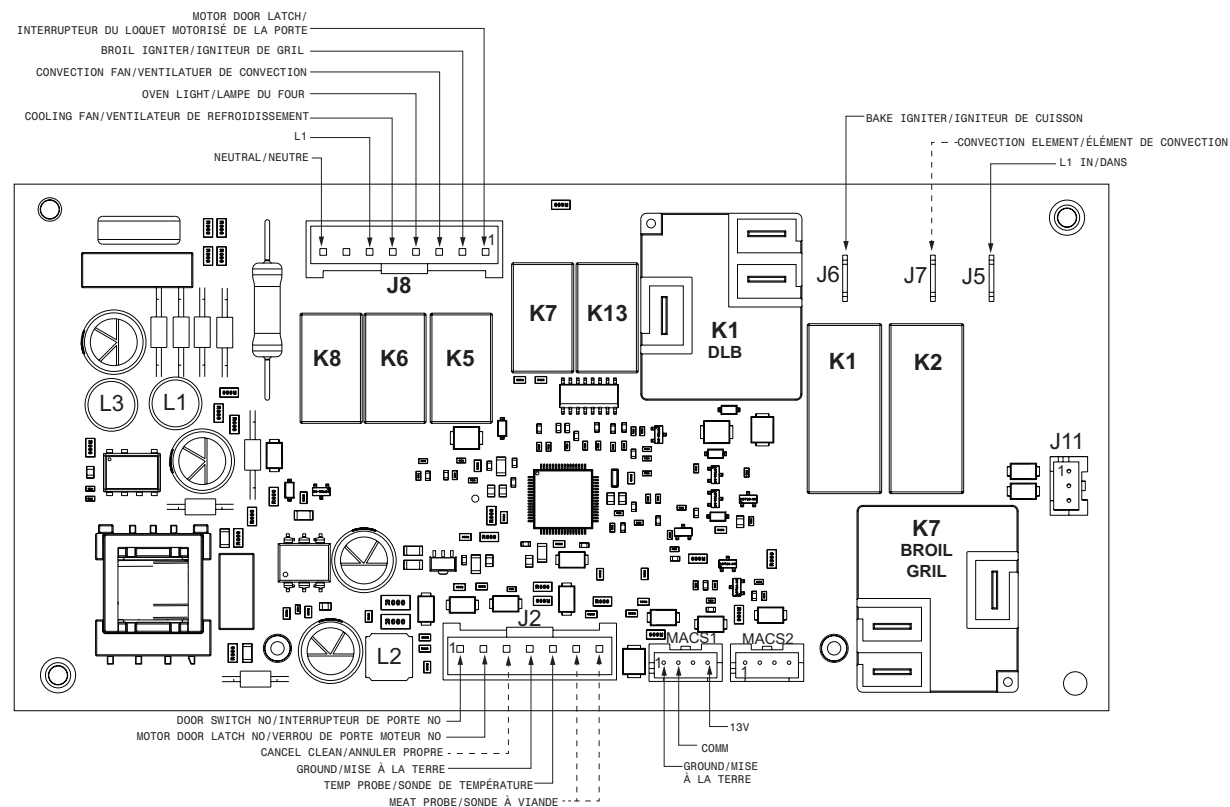 MOTOR DOOR LATCH/
INTERRUPTEUR DU LOQUET MOTORISÉ DE LA PORTE
BROIL IGNITER/IGNITEUR DE GRIL
CONVECTION FAN/VENTILATUER DE CONVECTION
OVEN LIGHT/LAMPE DU FOUR
COOLING FAN/VENTILATEUR DE REFROIDISSEMENT
L1
NEUTRAL/NEUTRE
BAKE IGNITER/IGNITEUR DE CUISSON
CONVECTION ELEMENT/ÉLÉMENT DE CONVECTION
L1 IN/DANS
1
J8
J6
J7
J5
K7
K13
K1
DLB
K8
K6
K5
K1
K2
L3
L1
J11
1
K7
BROIL
GRIL
J2
1
L2
MACS1
1
MACS2
1
DOOR SWITCH NO/INTERRUPTEUR DE PORTE NO
MOTOR DOOR LATCH NO/VERROU DE PORTE MOTEUR NO
CANCEL CLEAN/ANNULER PROPRE
GROUND/MISE À LA TERRE
TEMP PROBE/SONDE DE TEMPÉRATURE
MEAT PROBE/SONDE À VIANDE
13V
COMM
GROUND/MISE
À LA TERRE